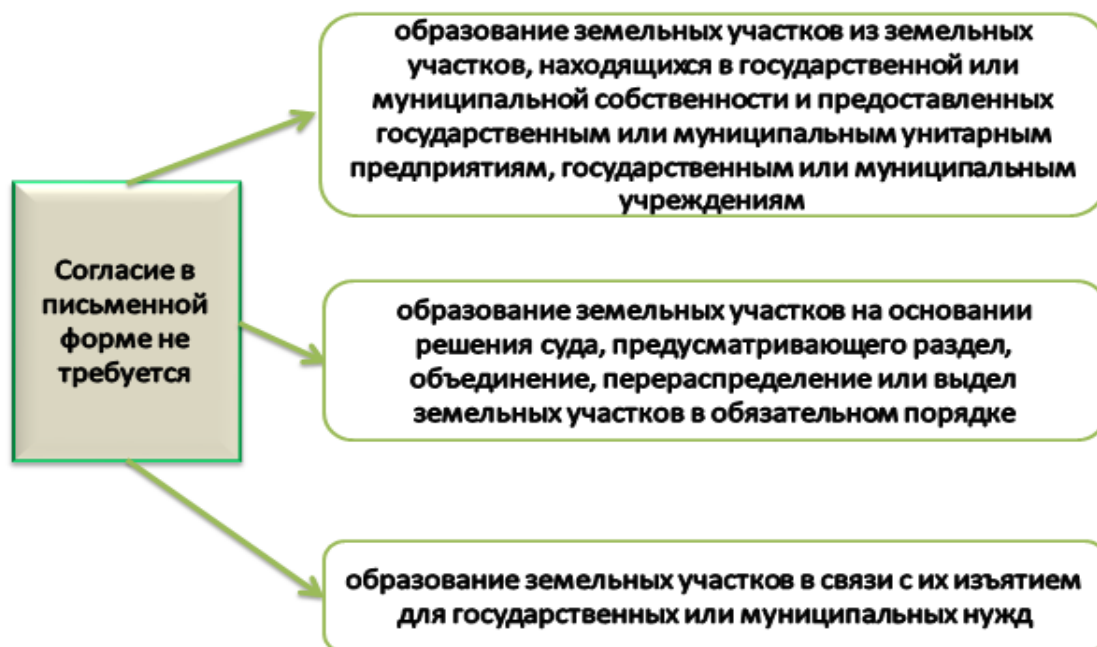 образование земельных участков из земельных
участков, находящихся в государственной или
муниципальной собственности и предоставленных
государственным или муниципальным унитарным
предприятиям, государственным или муниципальным
учреждениям
Согласие в
письменной
форме не
требуется
образование земельных участков на основании
решения суда, предусматривающего раздел,
объединение, перераспределение или выдел
земельных участков в обязательном порядке
образование земельных участков в связи с их изъятием
для государственных или муниципальных нужд